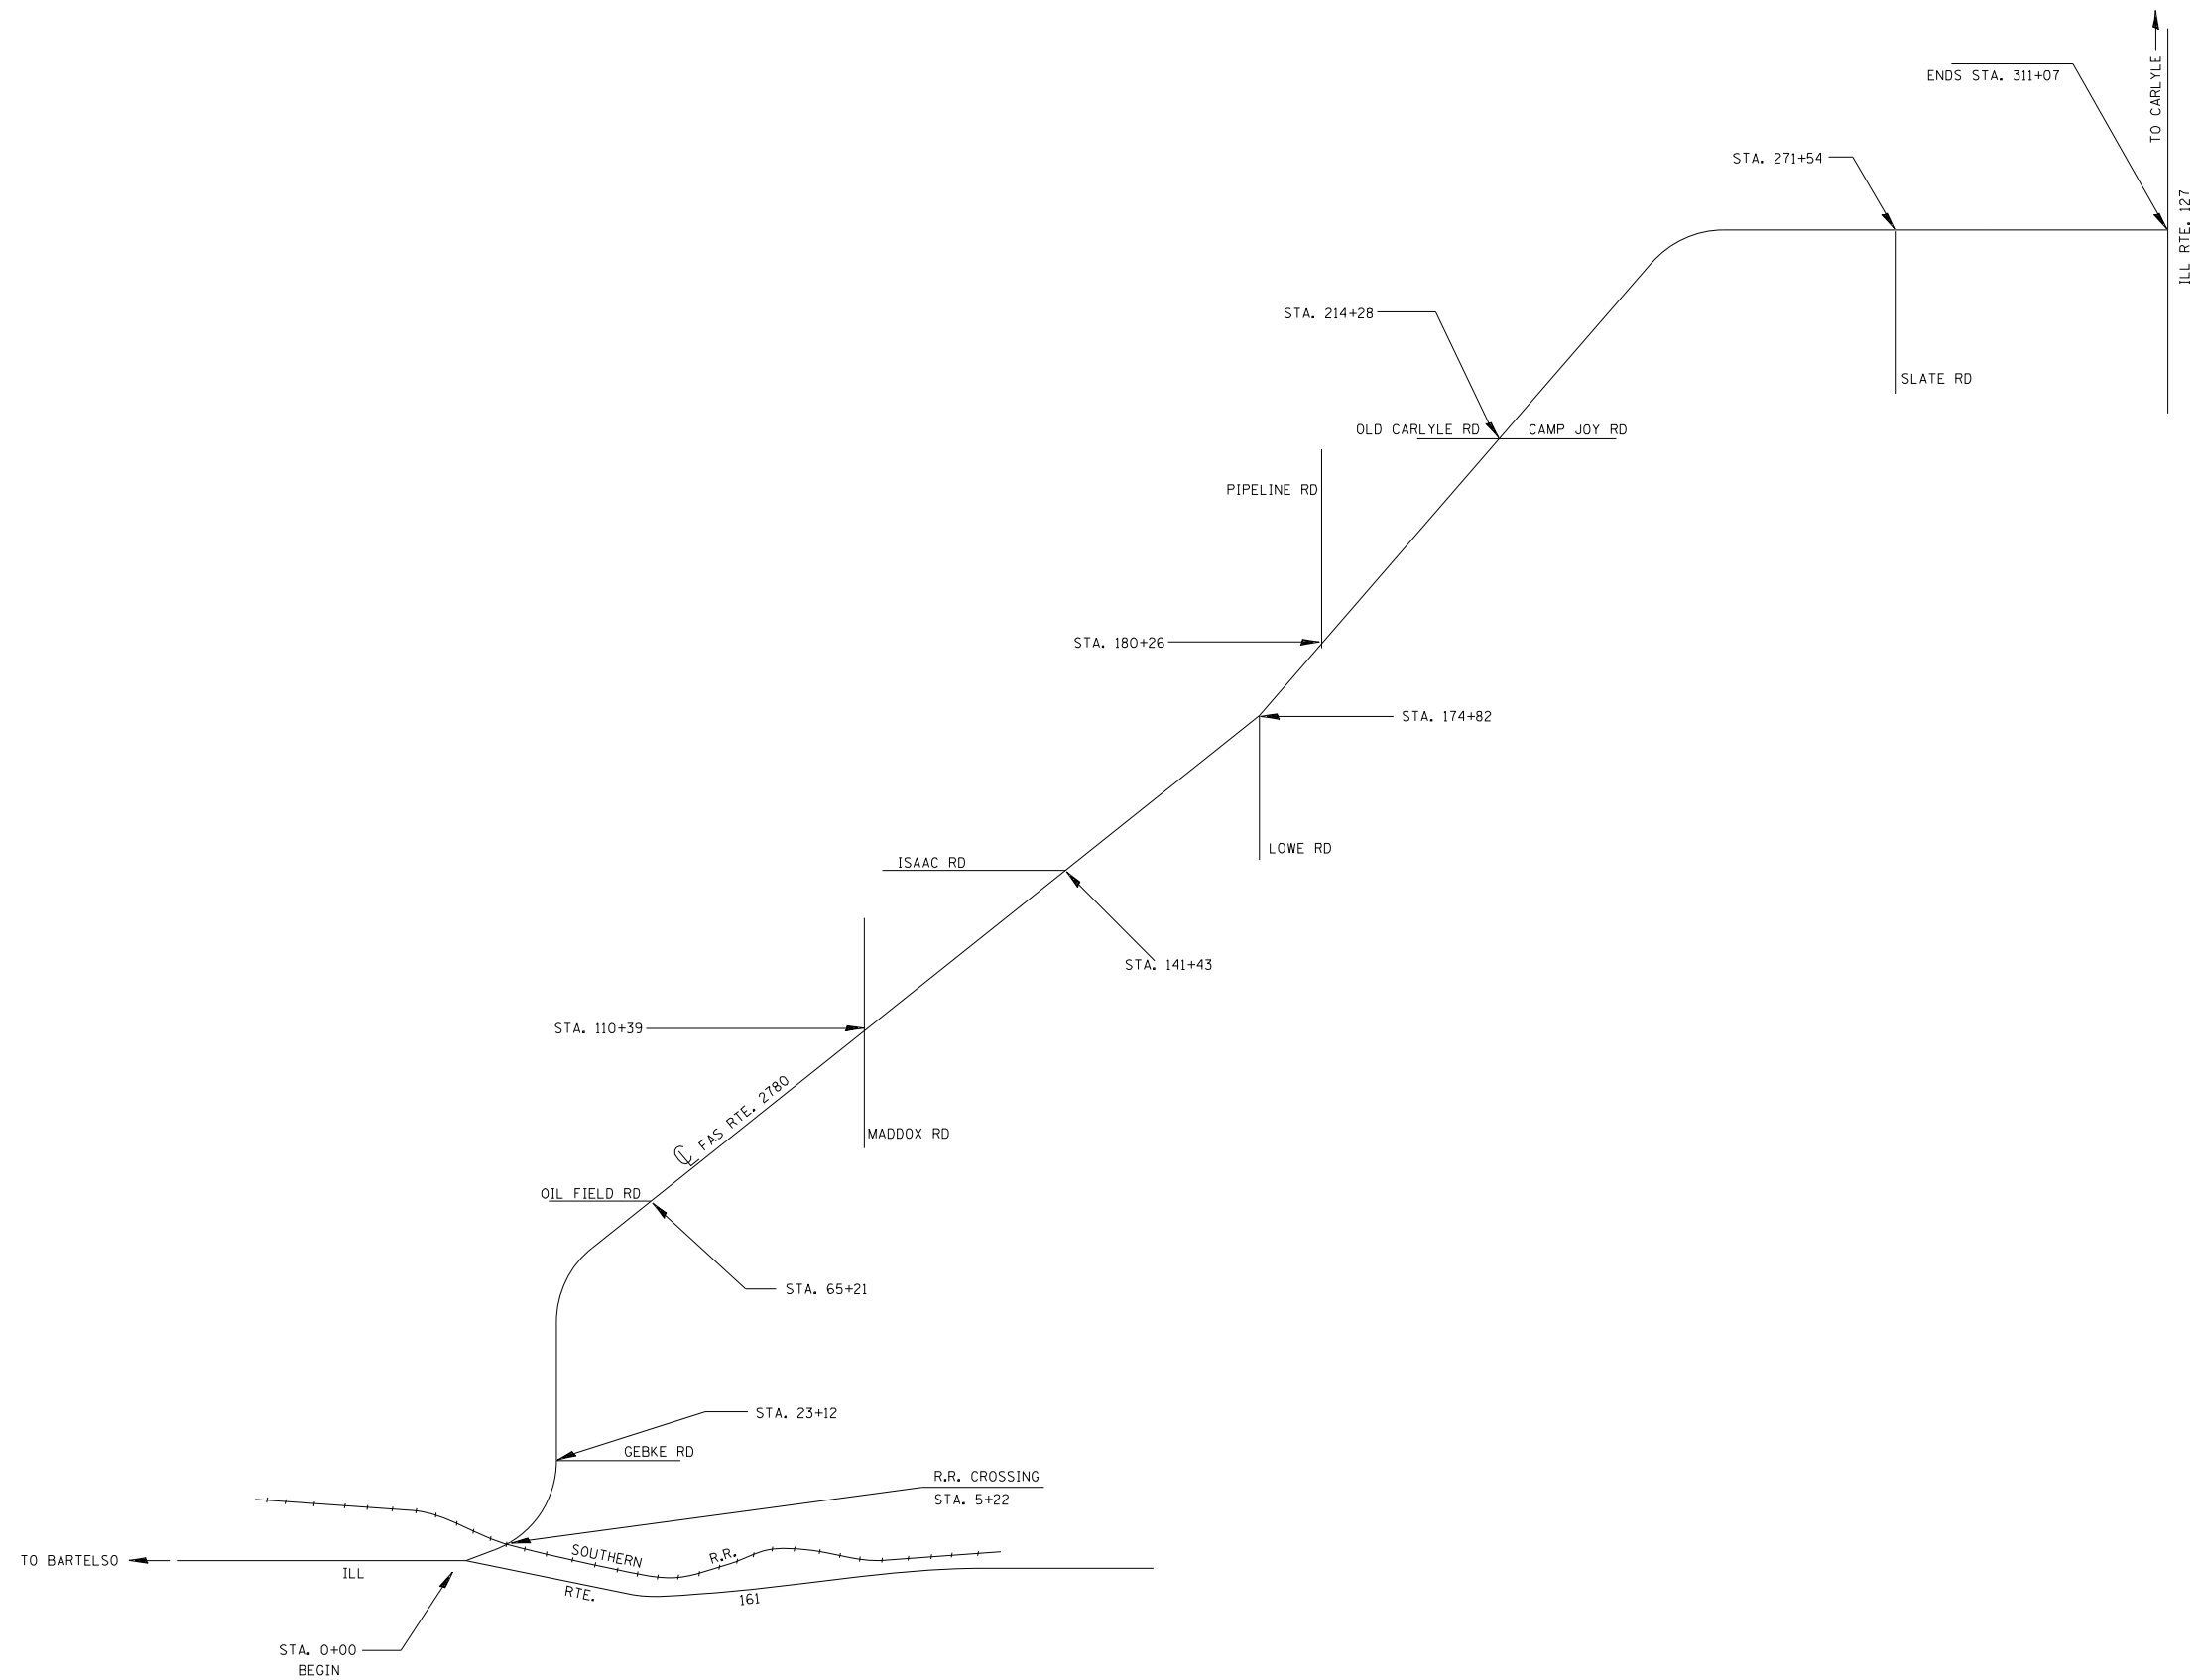 TO CARLYLE
ENDS STA. 311+07
STA. 271+54
ILL RTE. 127
STA. 214+28
SLATE RD
OLD CARLYLE RD
CAMP JOY RD
PIPELINE RD
STA. 180+26
STA. 174+82
LOWE RD
ISAAC RD
STA. 141+43
STA. 110+39
℄ FAS RTE. 2780
MADDOX RD
OIL FIELD RD
STA. 65+21
STA. 23+12
GEBKE RD
R.R. CROSSING
STA. 5+22
SOUTHERN R.R.
TO BARTELSO
ILL RTE. 161
STA. 0+00
BEGIN